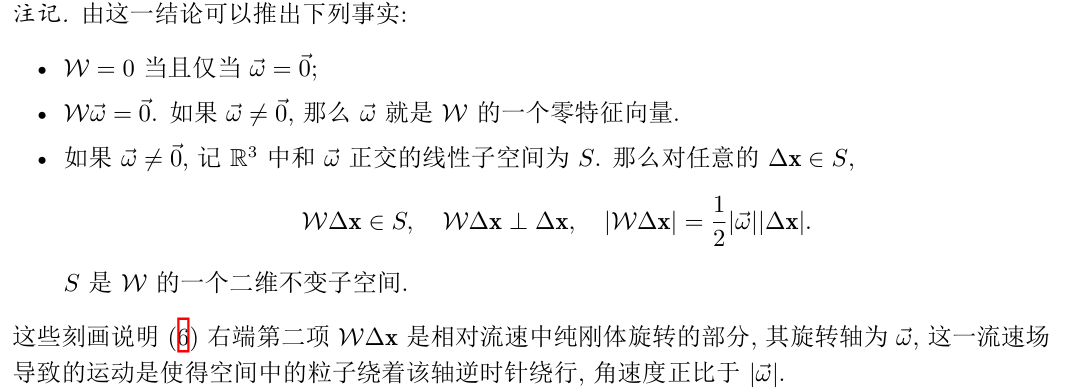 注记. 由这一结论可以推出下列事实:
• $\mathcal{W} = 0$ 当且仅当 $\vec{\omega} = \vec{0}$;
• $\mathcal{W}\vec{\omega} = \vec{0}$. 如果 $\vec{\omega} \neq \vec{0}$, 那么 $\vec{\omega}$ 就是 $\mathcal{W}$ 的一个零特征向量.
• 如果 $\vec{\omega} \neq \vec{0}$, 记 $\mathbb{R}^3$ 中和 $\vec{\omega}$ 正交的线性子空间为 $S$. 那么对任意的 $\Delta\mathbf{x} \in S$,
$\mathcal{W}\Delta\mathbf{x} \in S, \quad \mathcal{W}\Delta\mathbf{x} \perp \Delta\mathbf{x}, \quad |\mathcal{W}\Delta\mathbf{x}| = \frac{1}{2}|\vec{\omega}||\Delta\mathbf{x}|.$
$S$ 是 $\mathcal{W}$ 的一个二维不变子空间.
这些刻画说明 (6) 右端第二项 $\mathcal{W}\Delta\mathbf{x}$ 是相对流速中纯刚体旋转的部分, 其旋转轴为 $\vec{\omega}$, 这一流速场
导致的运动是使得空间中的粒子绕着该轴逆时针绕行, 角速度正比于 $|\vec{\omega}|$.